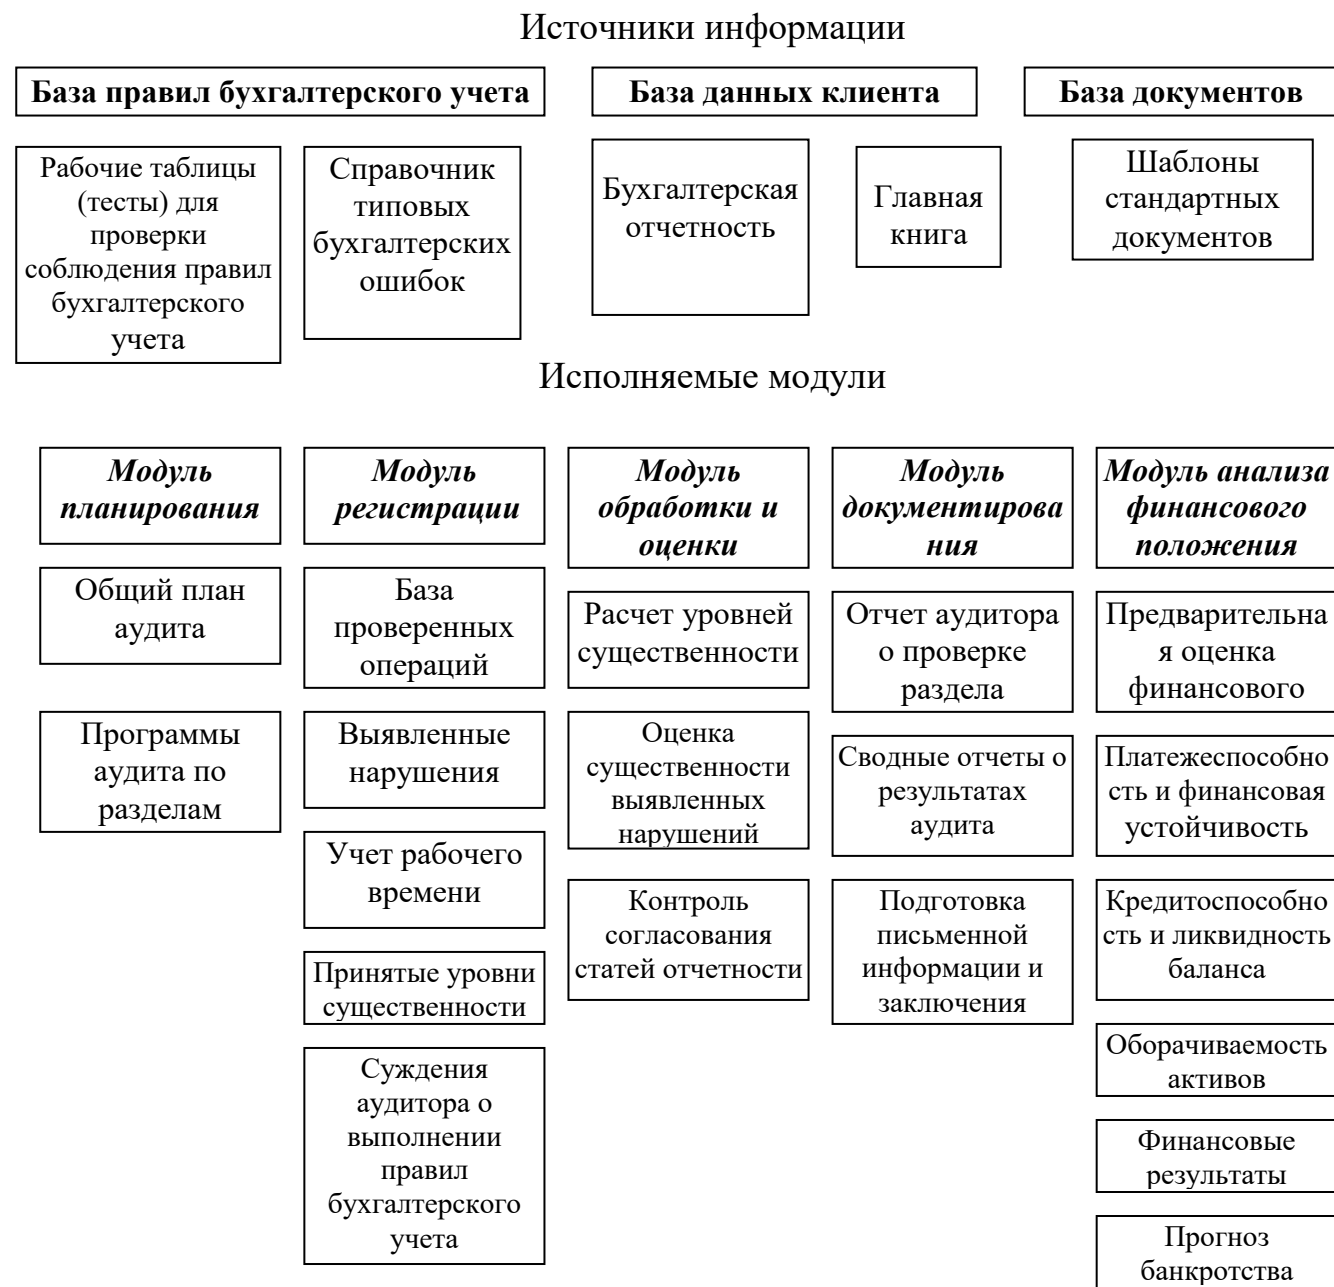 Источники информации
База правил бухгалтерского учета
База данных клиента
База документов
Рабочие таблицы
(тесты) для
проверки
соблюдения правил
бухгалтерского
учета
Справочник
типовых
бухгалтерских
ошибок
Бухгалтерская
отчетность
Главная
книга
Шаблоны
стандартных
документов
Исполняемые модули
Модуль
планирования
Общий план
аудита
Программы
аудита по
разделам
Модуль
регистрации
База
проверенных
операций
Выявленные
нарушения
Учет рабочего
времени
Принятые уровни
существенности
Суждения
аудитора о
выполнении
правил
бухгалтерского
учета
Модуль
обработки и
оценки
Расчет уровней
существенности
Оценка
существенности
выявленных
нарушений
Контроль
согласования
статей отчетности
Модуль
документирова
ния
Отчет аудитора
о проверке
раздела
Сводные отчеты о
результатах
аудита
Подготовка
письменной
информации и
заключения
Модуль анализа
финансового
положения
Предварительна
я оценка
финансового
Платежеспособно
сть и финансовая
устойчивость
Кредитоспособно
сть и ликвидность
баланса
Оборачиваемость
активов
Финансовые
результаты
Прогноз
банкротства